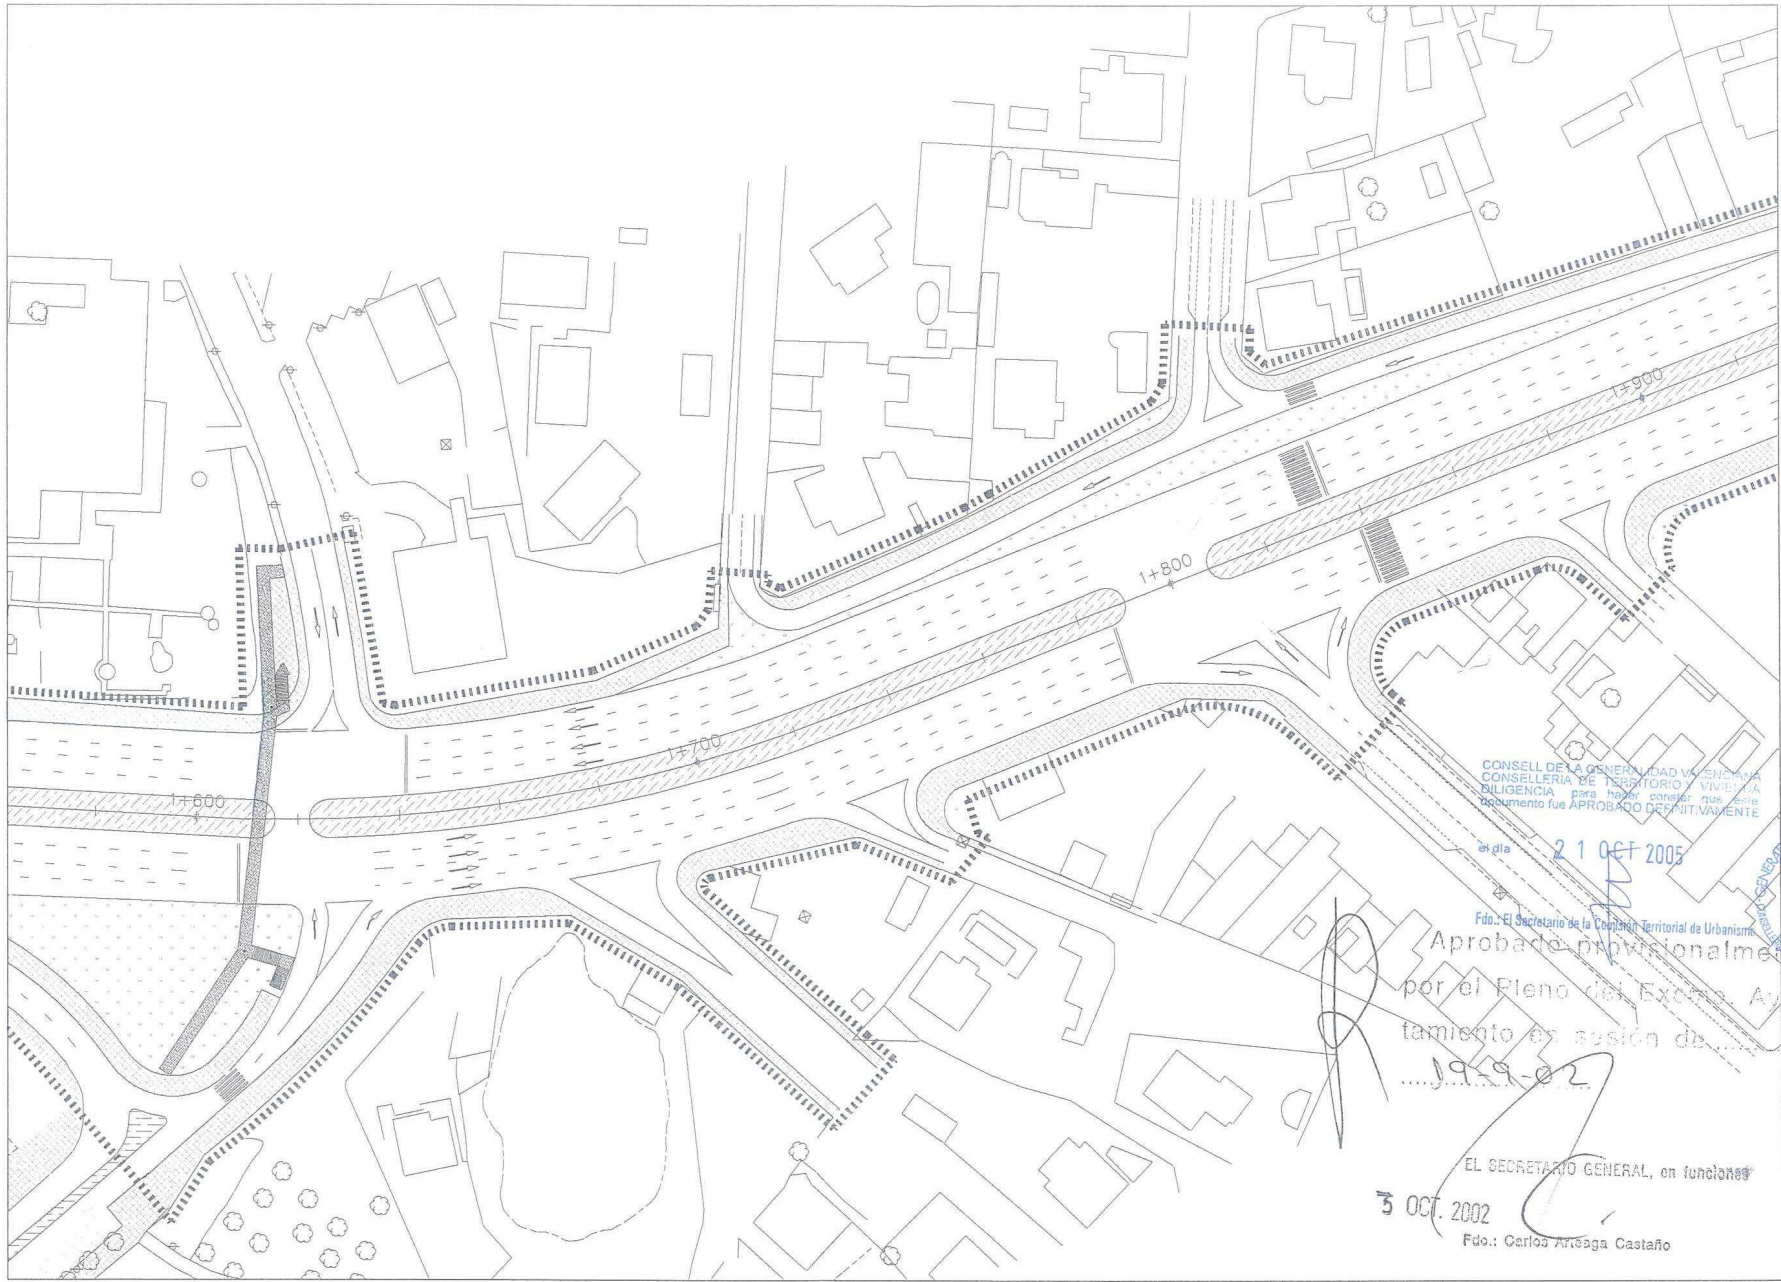 1+900
1+800
1+700
1+600
CONSELL DE LA GENERALIDAD VALENCIANA
CONSELLERIA DE TERRITORIO Y VIVIENDA
DILIGENCIA para hacer constar que este
documento fue APROBADO DEFINITIVAMENTE
el día 21 OCT 2005
Fdo.: El Secretario de la Comisión Territorial de Urbanismo
Aprobado provisionalme
por el Pleno del Excmo. Ay
tamiento en sesión de
19-9-02
EL SECRETARIO GENERAL, en funciones
3 OCT. 2002
Fdo.: Carlos Arteaga Castaño